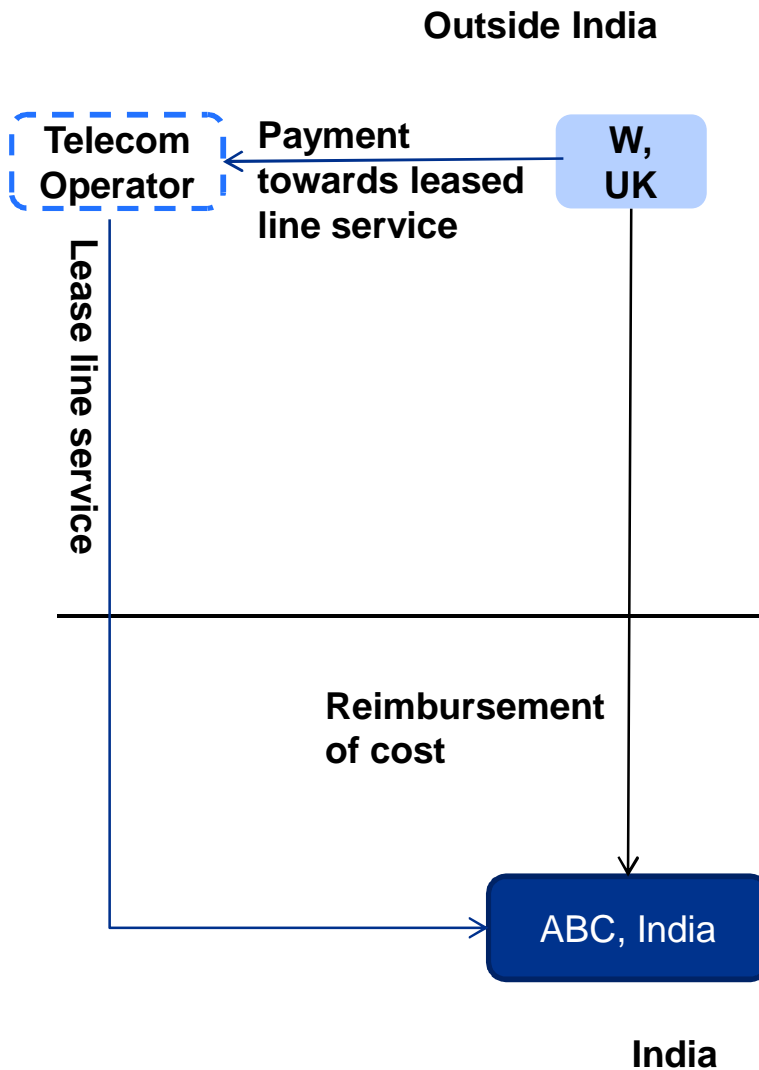 Outside India
Telecom
Operator
Payment
towards leased
line service
W,
UK
Lease line service
Reimbursement
of cost
ABC, India
India